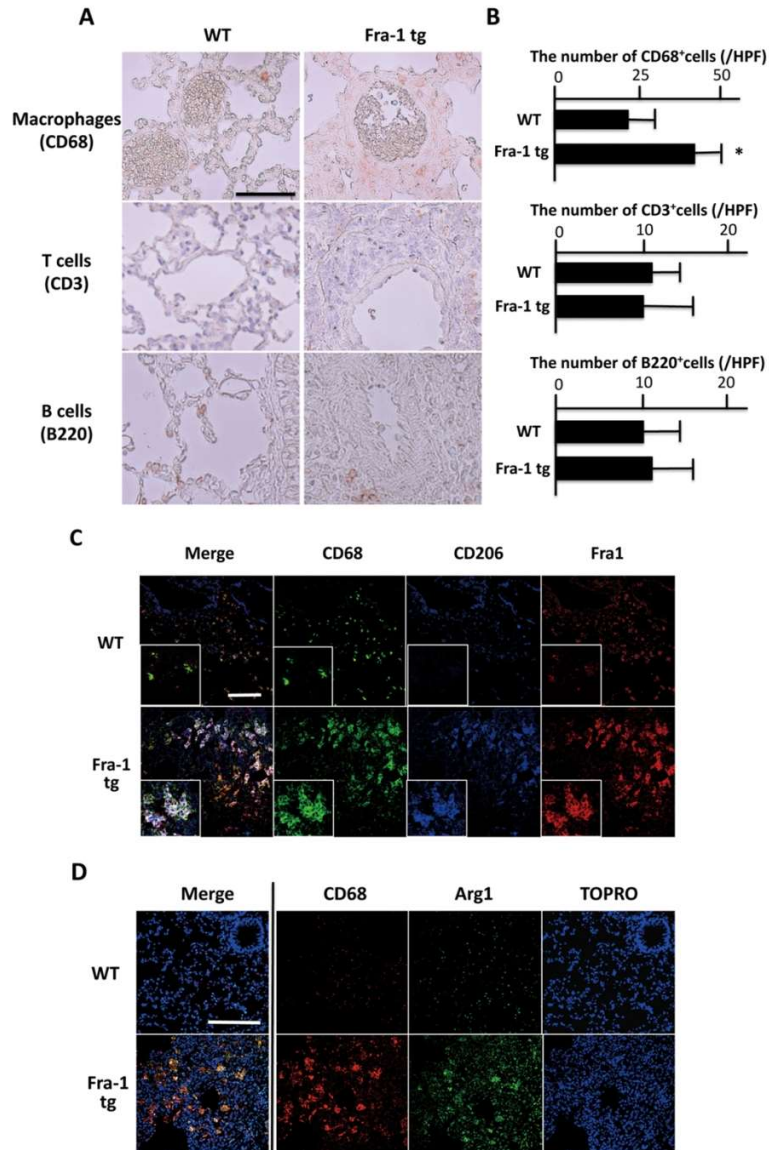 A
B
WT
Fra-1 tg
Macrophages
(CD68)
T cells
(CD3)
B cells
(B220)
The number of CD68⁺cells (/HPF)
0 25 50
WT
Fra-1 tg *
The number of CD3⁺cells (/HPF)
0 10 20
WT
Fra-1 tg
The number of B220⁺cells (/HPF)
0 10 20
WT
Fra-1 tg
C
Merge CD68 CD206 Fra1
WT
Fra-1
tg
D
Merge CD68 Arg1 TOPRO
WT
Fra-1
tg